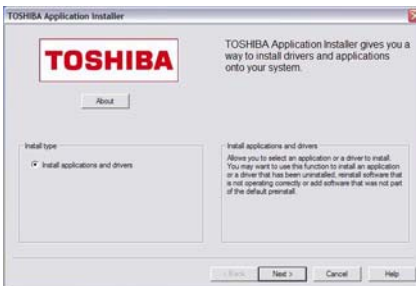 TOSHIBA Application Installer
TOSHIBA
TOSHIBA Application Installer gives you a
way to install drivers and applications
onto your system.
About
Install type
Install applications and drivers
Install applications and drivers
Allows you to select an application or a driver to install.
You may want to use this function to install an application
or a driver that has been uninstalled, reinstall software that
is not operating correctly or add software that was not part
of the default preinstall.
< Back
Next >
Cancel
Help